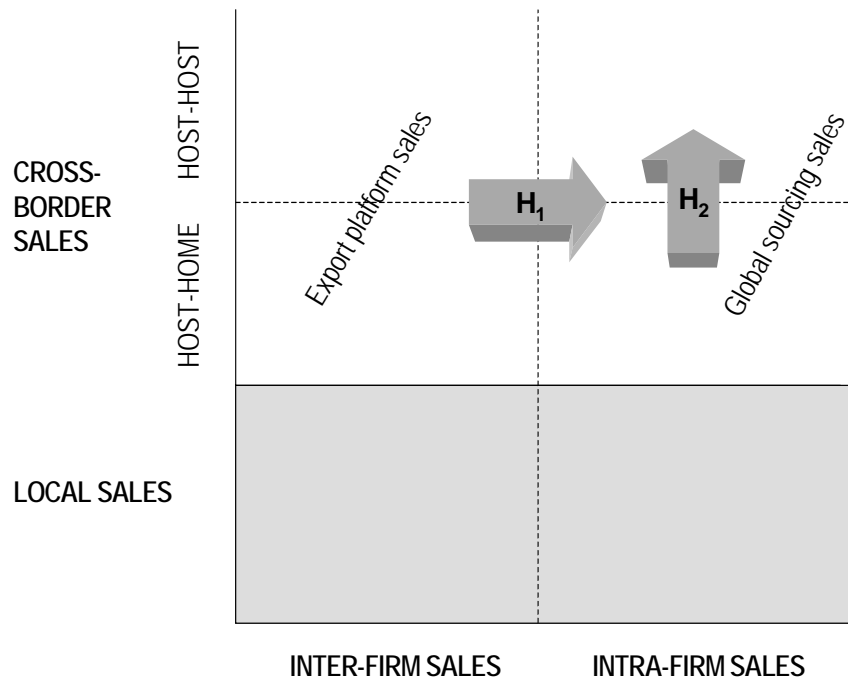 CROSS-
BORDER
SALES
HOST-HOST
HOST-HOME
Export platform sales
H1
H2
Global sourcing sales
LOCAL SALES
INTER-FIRM SALES
INTRA-FIRM SALES